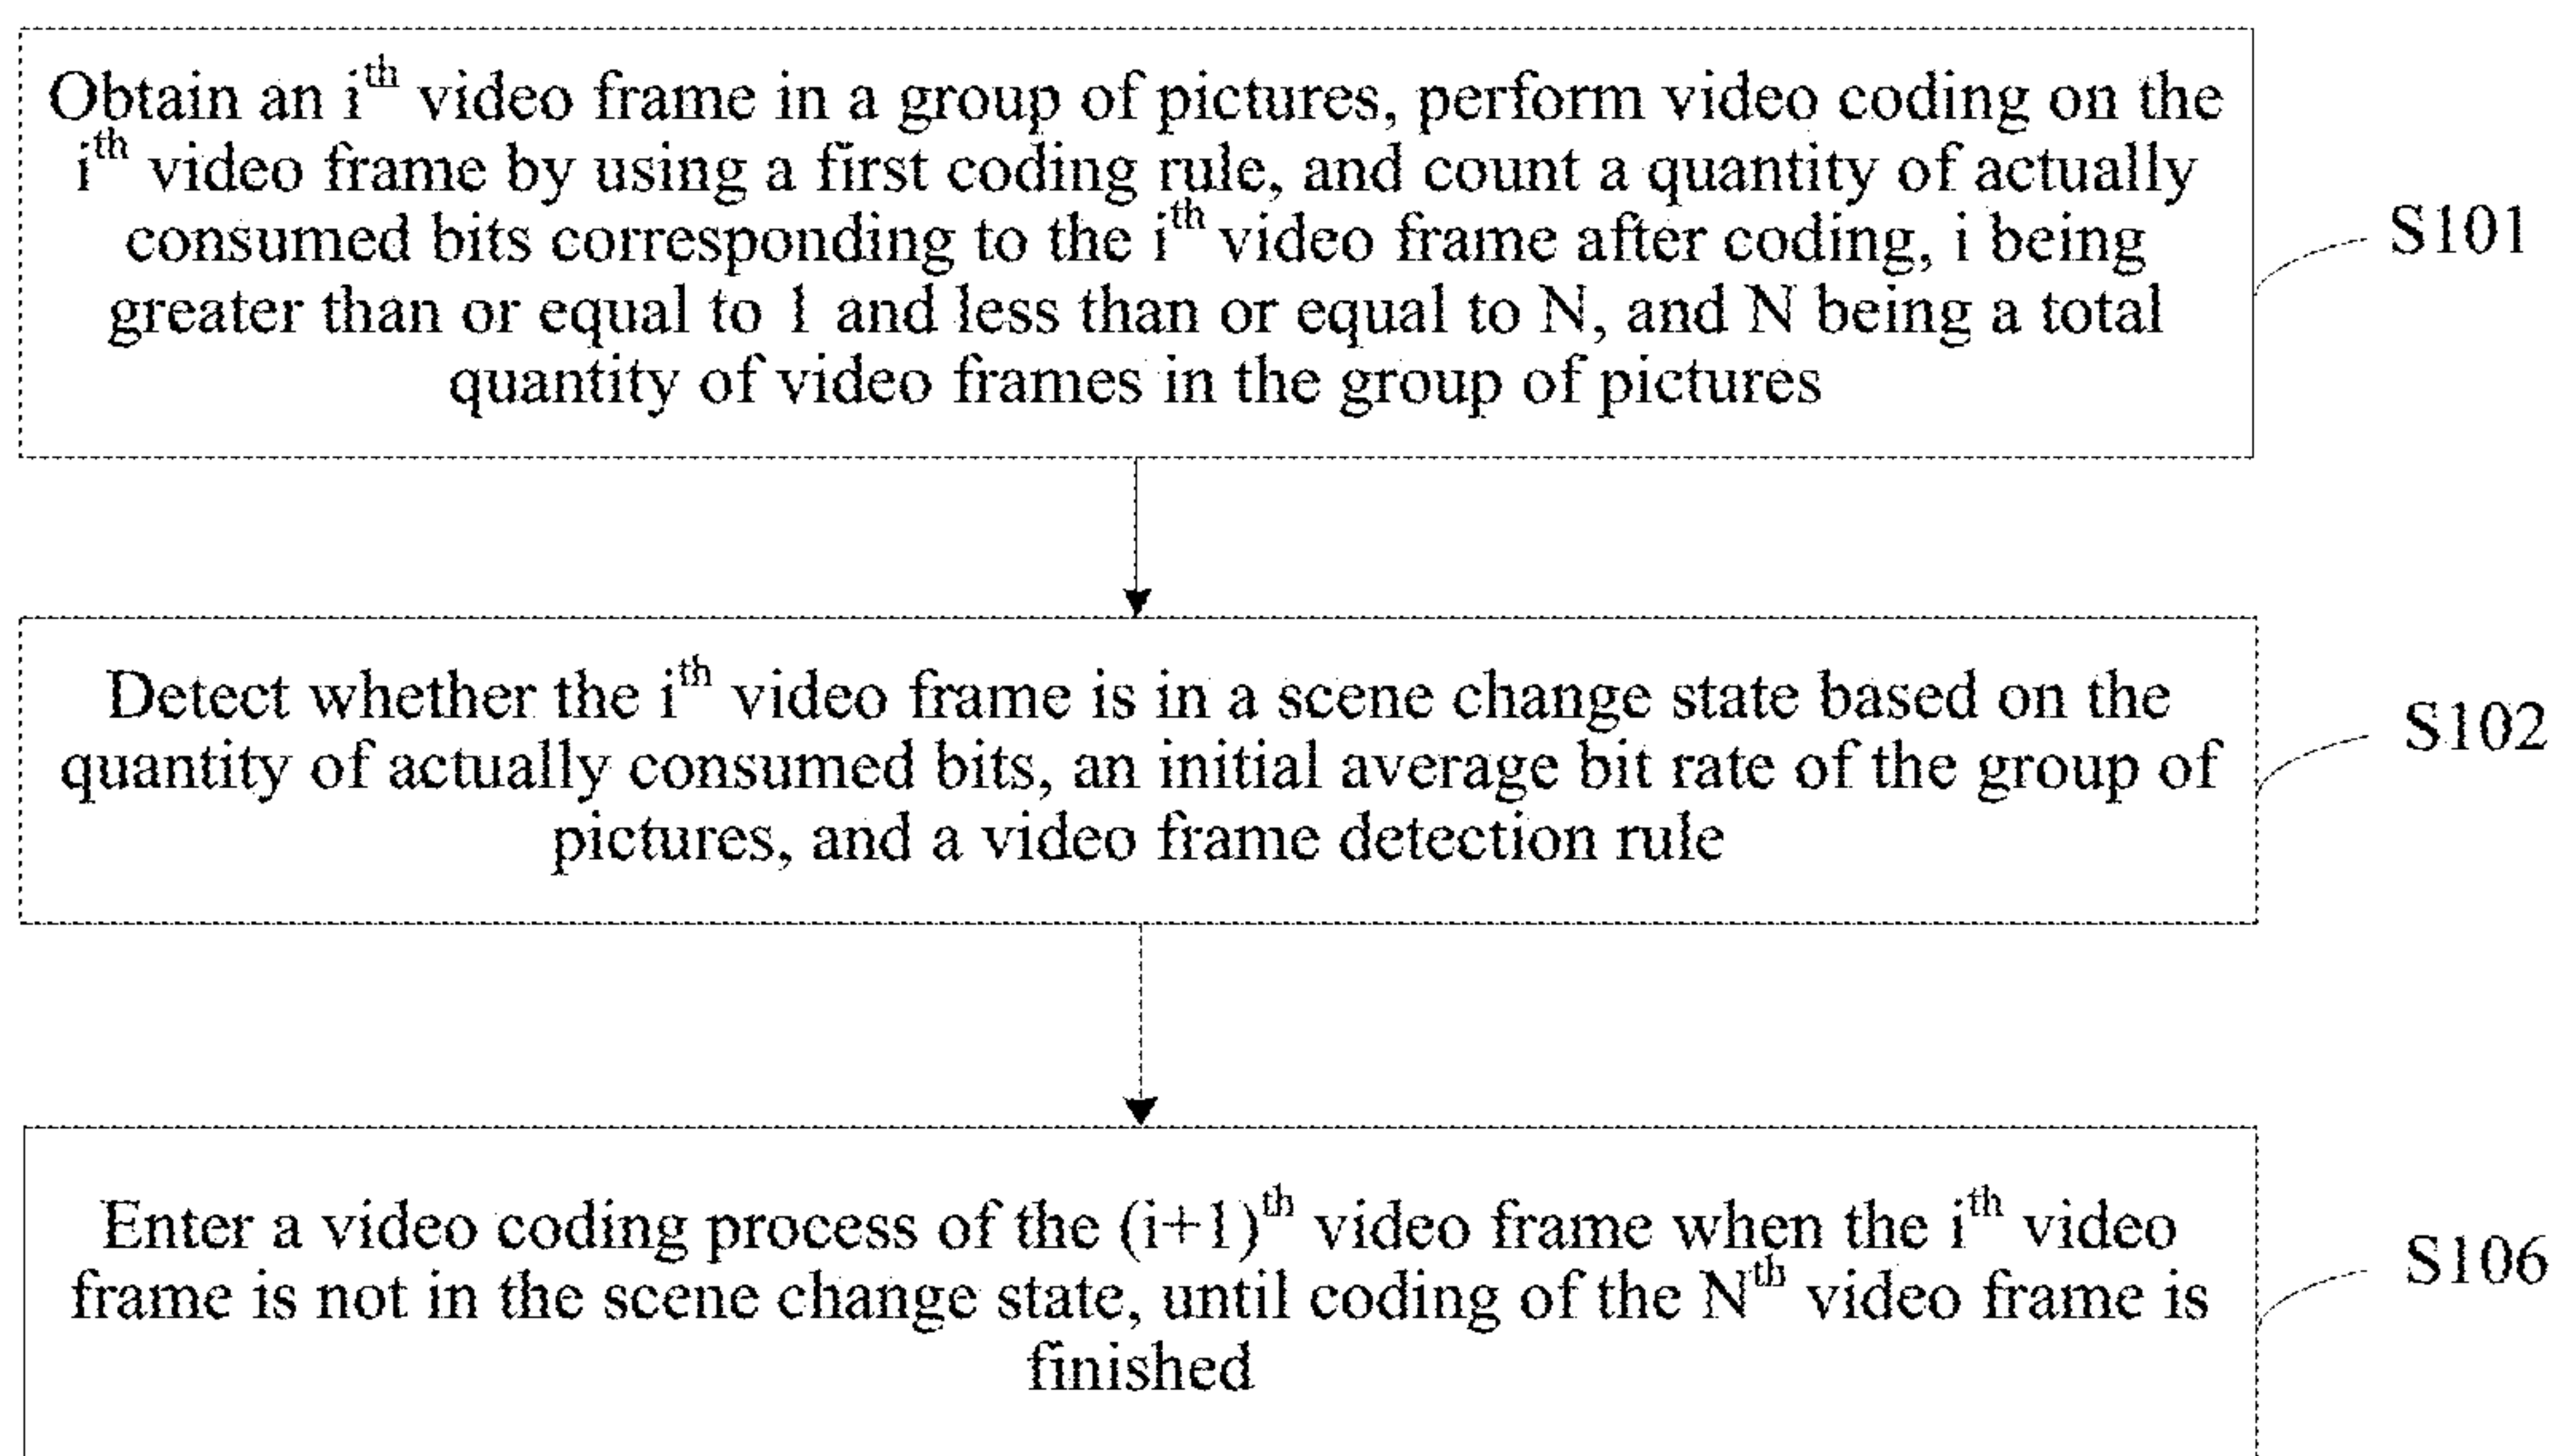 Obtain an iᵗʰ video frame in a group of pictures, perform video coding on the
iᵗʰ video frame by using a first coding rule, and count a quantity of actually
consumed bits corresponding to the iᵗʰ video frame after coding, i being
greater than or equal to 1 and less than or equal to N, and N being a total
quantity of video frames in the group of pictures
S101
Detect whether the iᵗʰ video frame is in a scene change state based on the
quantity of actually consumed bits, an initial average bit rate of the group of
pictures, and a video frame detection rule
S102
Enter a video coding process of the (i+1)ᵗʰ video frame when the iᵗʰ video
frame is not in the scene change state, until coding of the Nᵗʰ video frame is
finished
S106